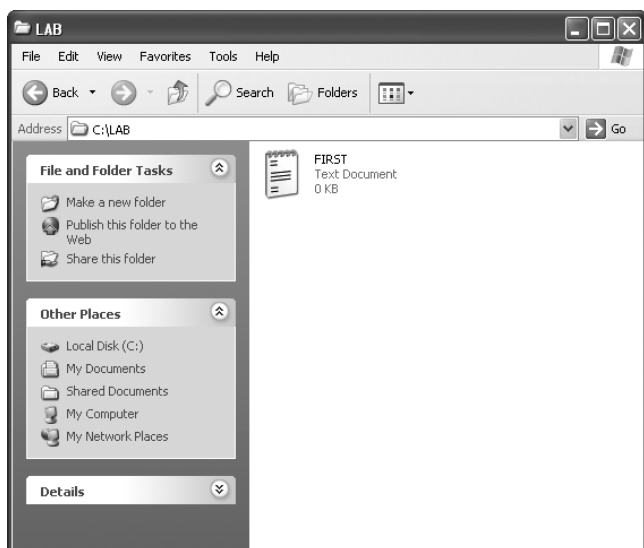 LAB
File Edit View Favorites Tools Help
Back Search Folders
Address C:\LAB Go
File and Folder Tasks
Make a new folder
Publish this folder to the
Web
Share this folder
Other Places
Local Disk (C:)
My Documents
Shared Documents
My Computer
My Network Places
Details
FIRST
Text Document
0 KB